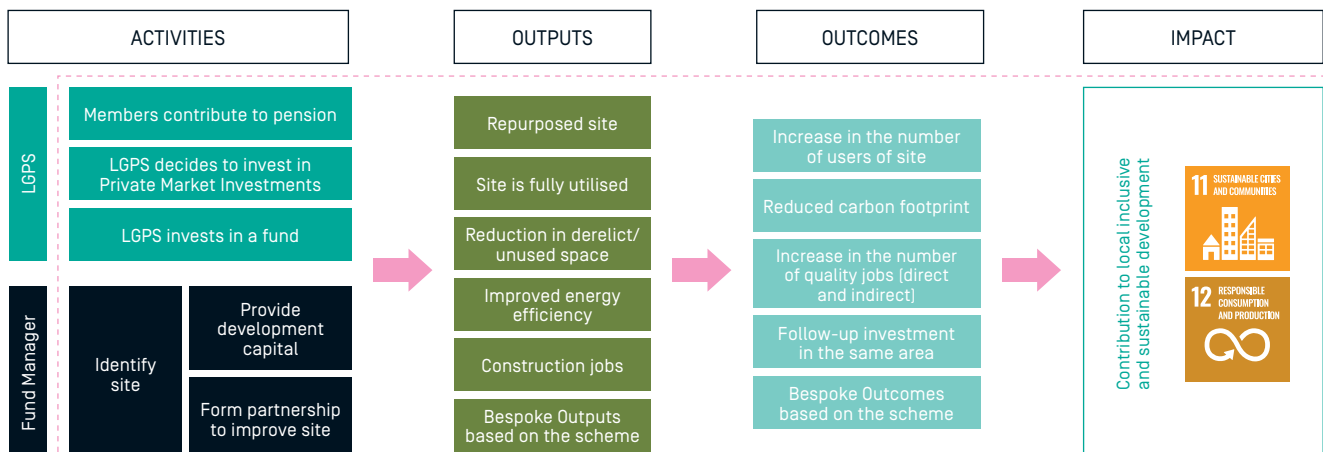 ACTIVITIES
OUTPUTS
OUTCOMES
IMPACT
LGPS
Members contribute to pension
LGPS decides to invest in
Private Market Investments
LGPS invests in a fund
Fund Manager
Identify
site
Provide
development
capital
Form partnership
to improve site
Repurposed site
Site is fully utilised
Reduction in derelict/
unused space
Improved energy
efficiency
Construction jobs
Bespoke Outputs
based on the scheme
Increase in the number
of users of site
Reduced carbon footprint
Increase in the number
of quality jobs (direct
and indirect)
Follow-up investment
in the same area
Bespoke Outcomes
based on the scheme
Contribution to local inclusive
and sustainable development
11 SUSTAINABLE CITIES
AND COMMUNITIES
12 RESPONSIBLE
CONSUMPTION
AND PRODUCTION